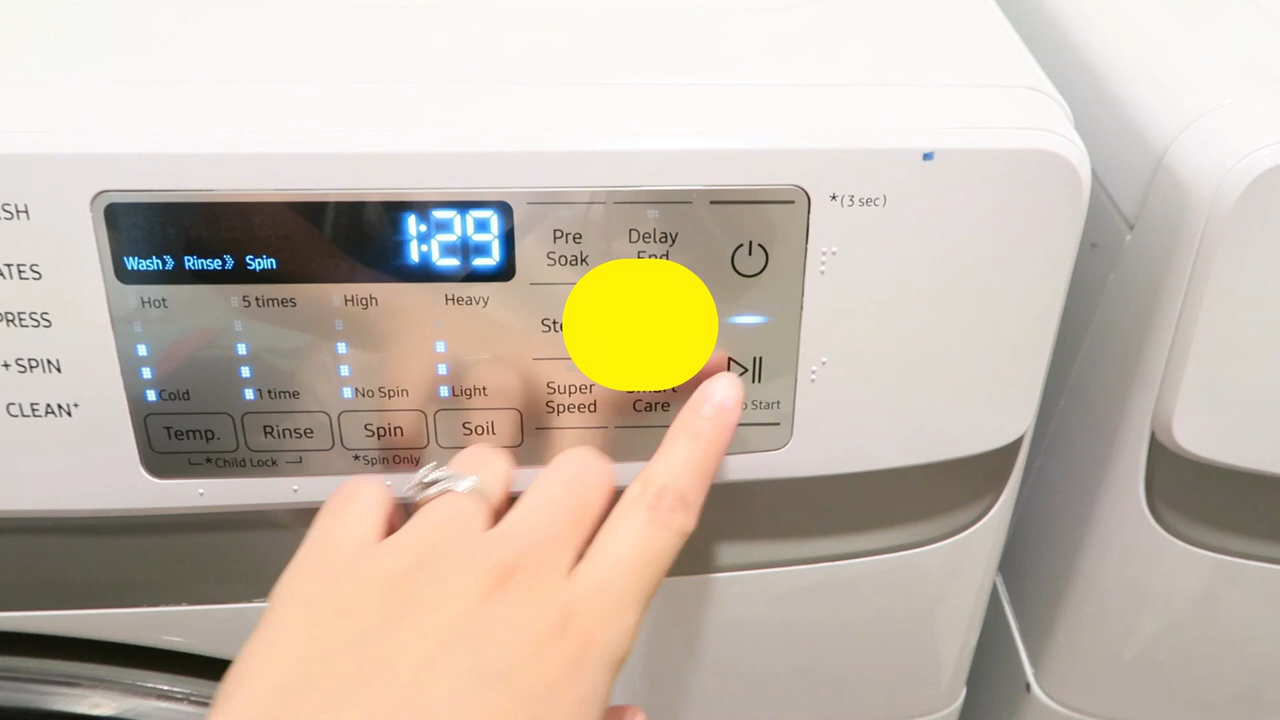 SH
ATES
PRESS
+SPIN
CLEAN+
1:29
Wash Rinse Spin
Hot 5 times High Heavy
Cold 1 time No Spin Light
Temp. Rinse Spin Soil
*Child Lock *Spin Only
Pre Soak
Delay End
Ste
Super Speed
Smart Care
Start
*(3 sec)